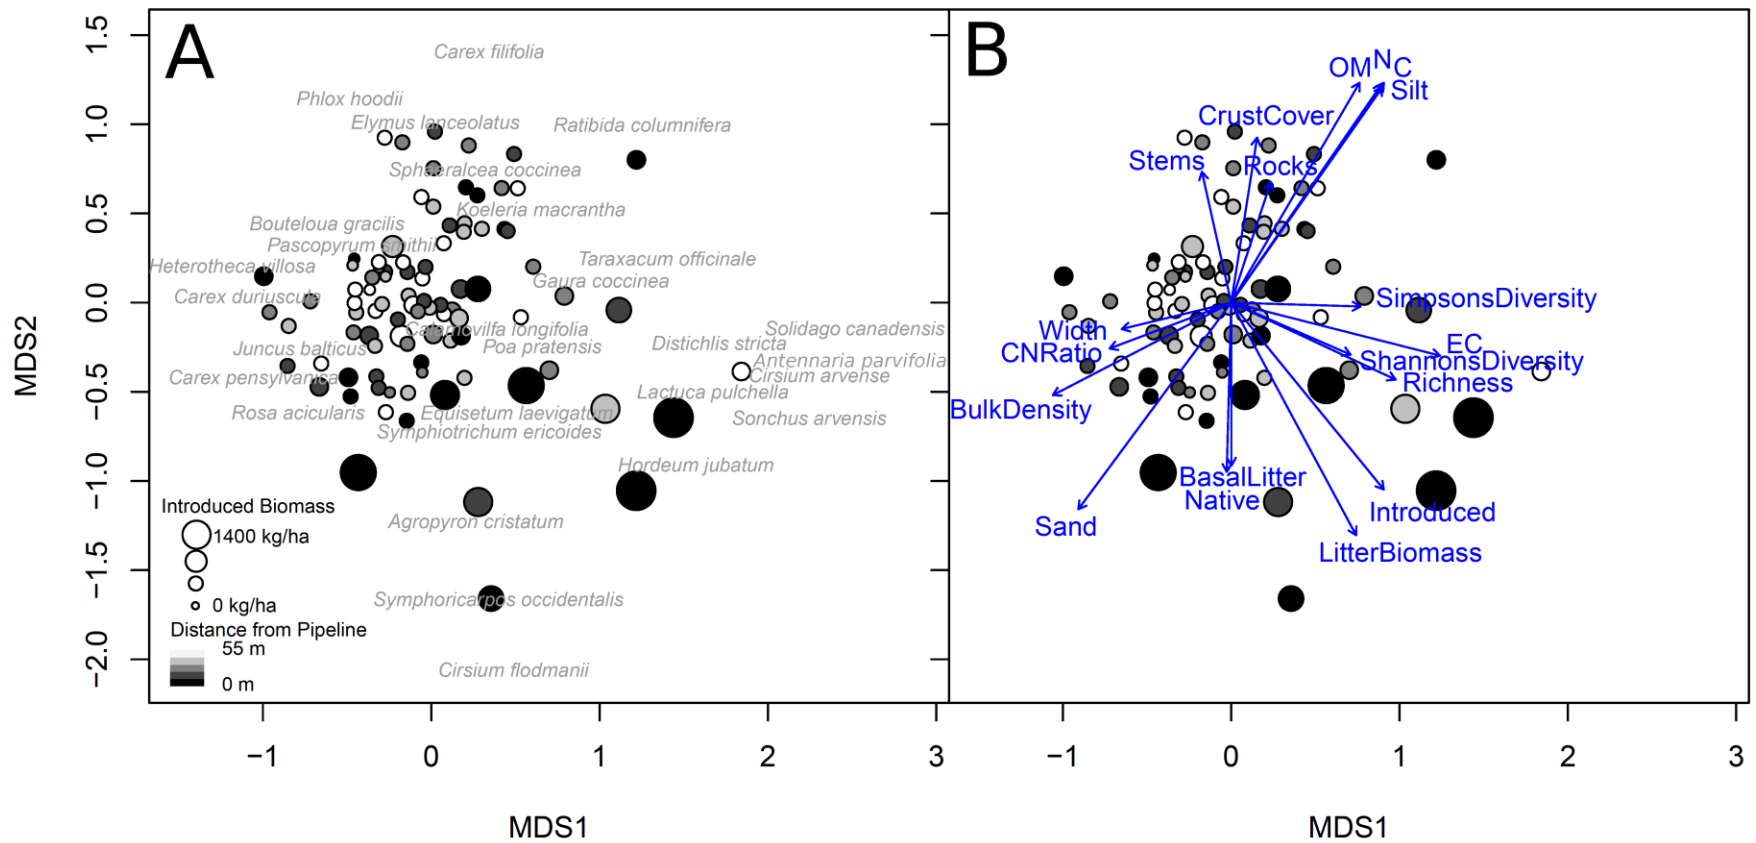 A
Carex filifolia
Phlox hoodii
Elymus lanceolatus
Ratibida columnifera
Sphaeralcea coccinea
Koeleria macrantha
Bouteloua gracilis
Pascopyrum smithii
Heterotheca villosa
Taraxacum officinale
Gaura coccinea
Carex duriuscula
Calamovilfa longifolia
Solidago canadensis
Juncus balticus
Poa pratensis
Distichlis stricta
Antennaria parvifolia
Carex pensylvanica
Cirsium arvense
Lactuca pulchella
Rosa acicularis
Equisetum laevigatum
Sonchus arvensis
Symphiotrichum ericoides
Hordeum jubatum
Agropyron cristatum
Symphoricarpos occidentalis
Cirsium flodmanii
Introduced Biomass
1400 kg/ha
0 kg/ha
Distance from Pipeline
55 m
0 m
MDS2
1.5
1.0
0.5
0.0
−0.5
−1.0
−1.5
−2.0
−1 0 1 2 3
MDS1
B
OM N C
Silt
CrustCover
Stems
Rocks
SimpsonsDiversity
Width
EC
CNRatio
ShannonsDiversity
Richness
BulkDensity
BasalLitter
Native
Introduced
Sand
LitterBiomass
−1 0 1 2 3
MDS1